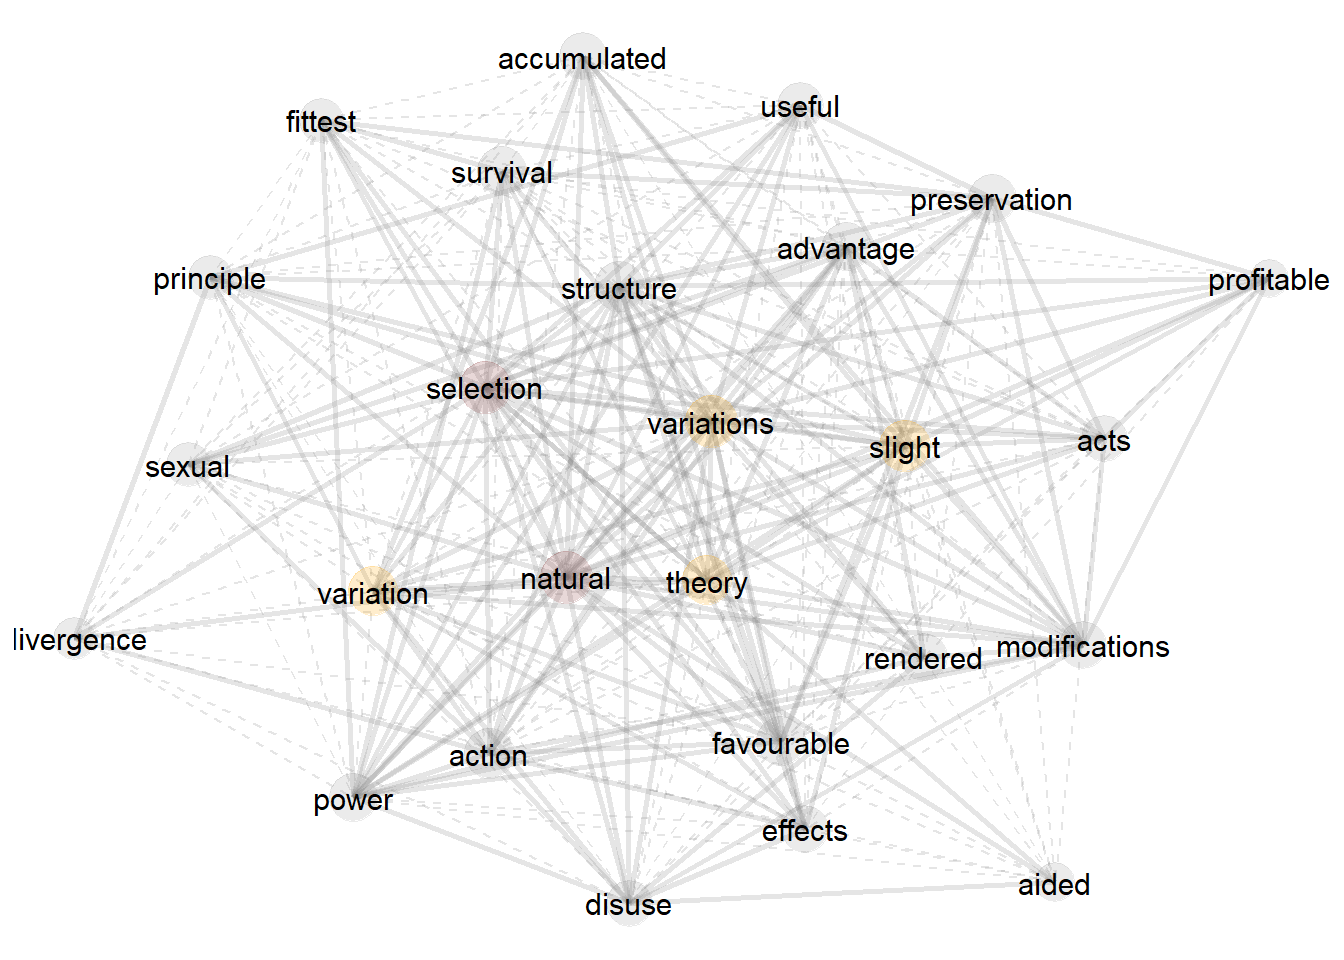 accumulated
useful
fittest
survival
preservation
advantage
principle
structure
profitable
selection
variations
slight
acts
sexual
variation
natural
theory
livergence
rendered
modifications
action
favourable
power
effects
disuse
aided